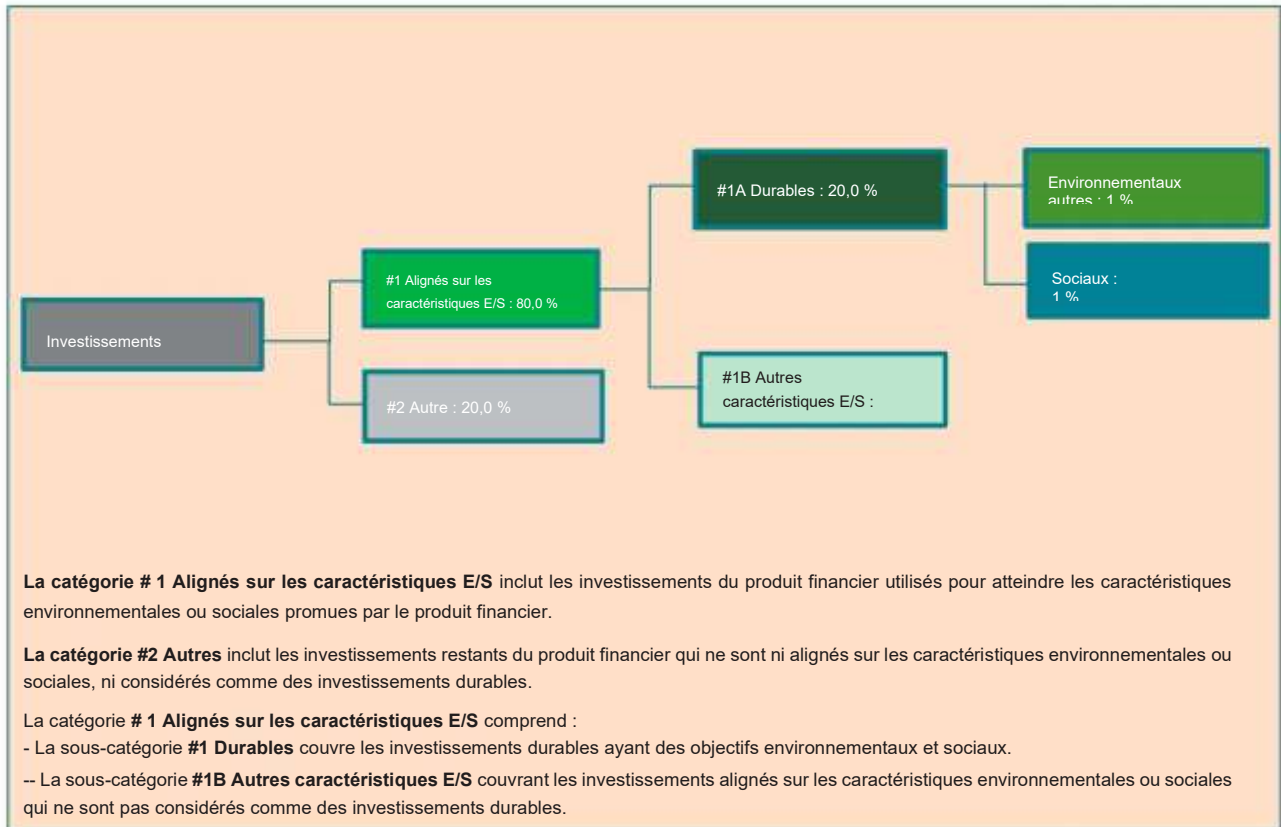 #1A Durables : 20,0 %
Environnementaux
autres : 1 %
#1 Alignés sur les
caractéristiques E/S : 80,0 %
Sociaux :
1 %
Investissements
#2 Autre : 20,0 %
#1B Autres
caractéristiques E/S :
La catégorie # 1 Alignés sur les caractéristiques E/S inclut les investissements du produit financier utilisés pour atteindre les caractéristiques
environnementales ou sociales promues par le produit financier.
La catégorie #2 Autres inclut les investissements restants du produit financier qui ne sont ni alignés sur les caractéristiques environnementales ou
sociales, ni considérés comme des investissements durables.
La catégorie # 1 Alignés sur les caractéristiques E/S comprend :
- La sous-catégorie #1 Durables couvre les investissements durables ayant des objectifs environnementaux et sociaux.
-- La sous-catégorie #1B Autres caractéristiques E/S couvrant les investissements alignés sur les caractéristiques environnementales ou sociales
qui ne sont pas considérés comme des investissements durables.